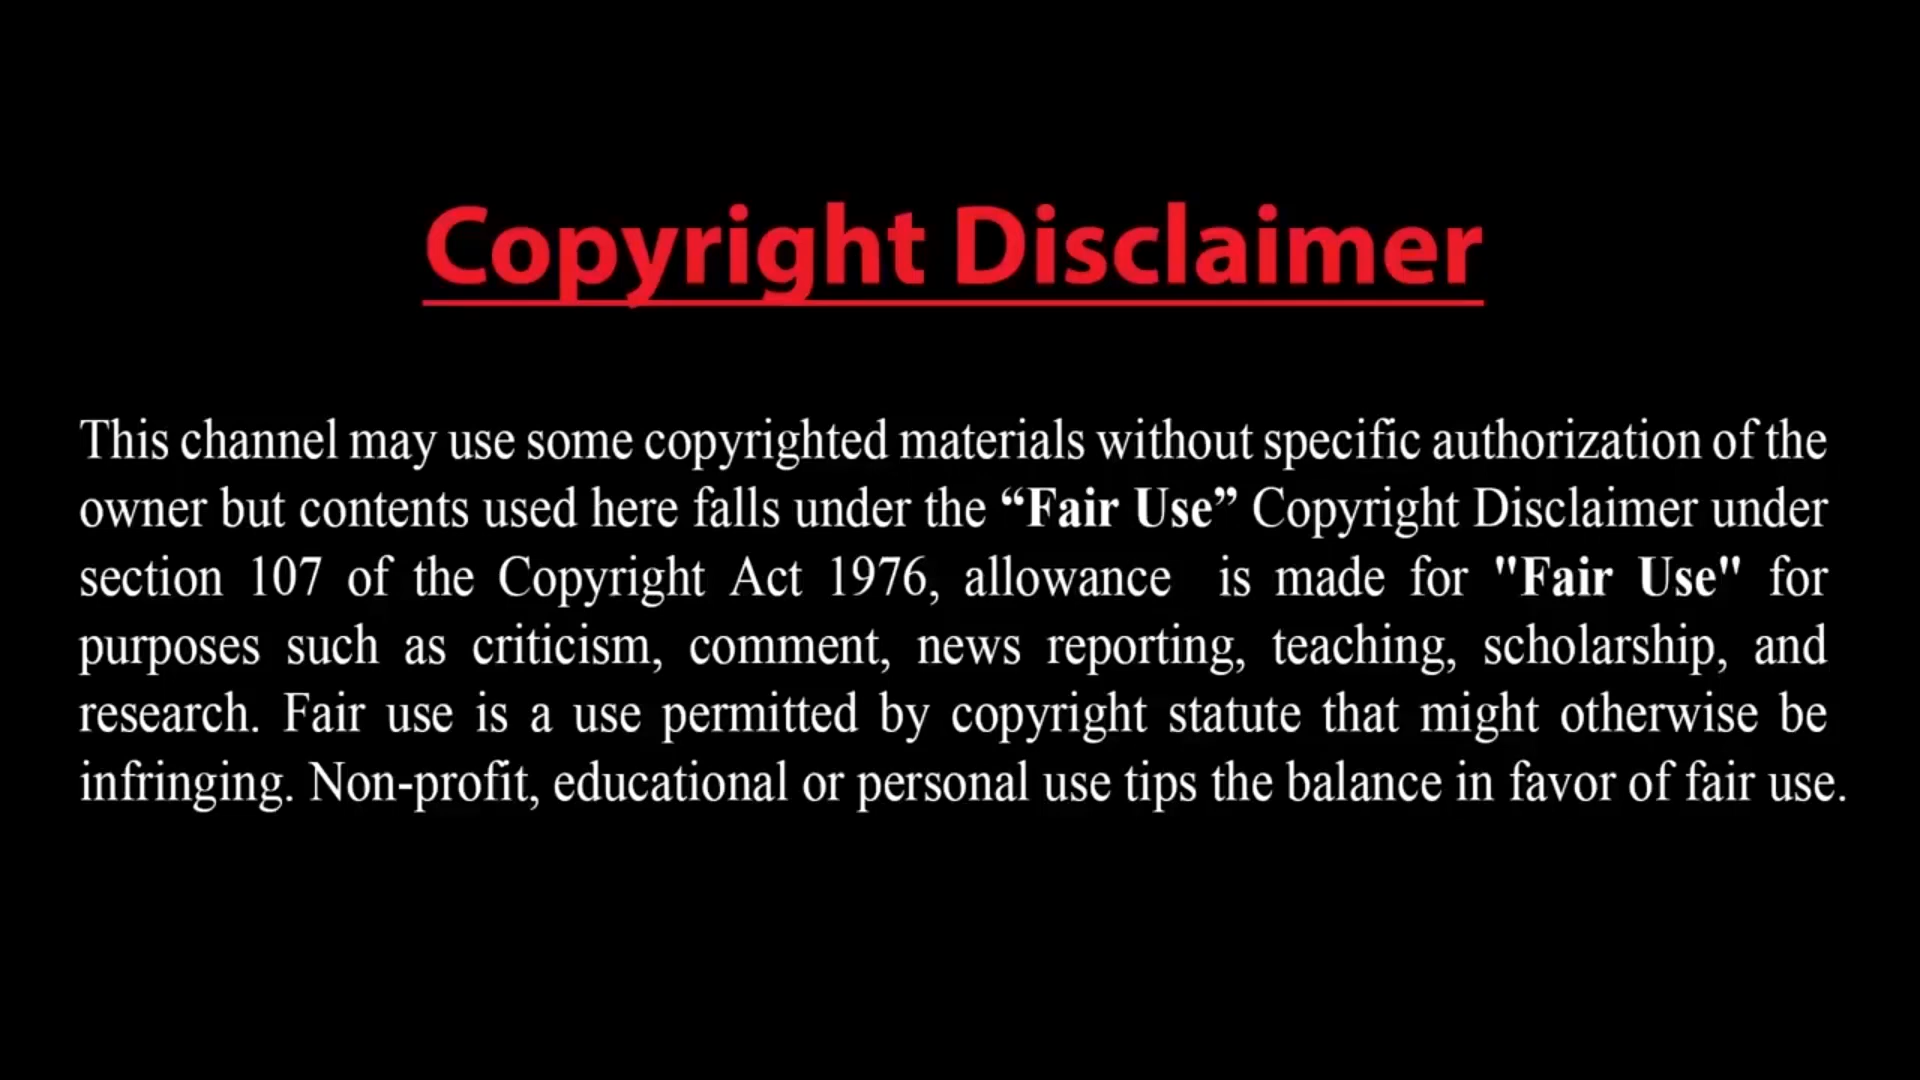 Copyright Disclaimer
This channel may use some copyrighted materials without specific authorization of the
owner but contents used here falls under the “Fair Use” Copyright Disclaimer under
section 107 of the Copyright Act 1976, allowance  is made for "Fair Use" for
purposes such as criticism, comment, news reporting, teaching, scholarship, and
research. Fair use is a use permitted by copyright statute that might otherwise be
infringing. Non-profit, educational or personal use tips the balance in favor of fair use.